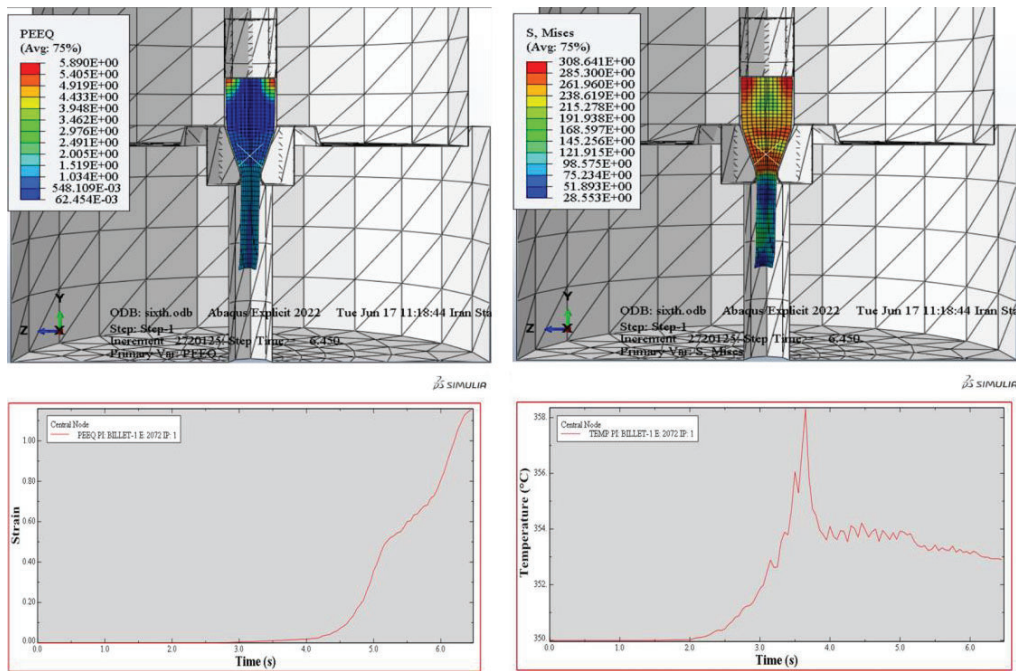 PEEQ
(Avg: 75%)
5.890E+00
5.405E+00
4.919E+00
4.433E+00
3.948E+00
3.462E+00
2.976E+00
2.491E+00
2.005E+00
1.519E+00
1.034E+00
548.109E-03
62.454E-03
Y
Z
X
ODB: sixth.odb Abaqus Explicit 2022 Tue Jun 17 11:18:44 Iran Sta
Step: Step-1
Increment 2720125: Step Time = 6.450
Primary Var: PEEQ
SIMULIA
S, Mises
(Avg: 75%)
308.641E+00
285.300E+00
261.960E+00
238.619E+00
215.278E+00
191.938E+00
168.597E+00
145.256E+00
121.915E+00
98.575E+00
75.234E+00
51.893E+00
28.553E+00
Y
Z
X
ODB: sixth.odb Abaqus Explicit 2022 Tue Jun 17 11:18:44 Iran Sta
Step: Step-1
Increment 2720125: Step Time = 6.450
Primary Var: S, Mises
SIMULIA
Central Node
PEEQ PI: BILLET-1 E: 2072 IP: 1
Strain
1.00
0.80
0.60
0.40
0.20
0.00
0.0 1.0 2.0 3.0 4.0 5.0 6.0
Time (s)
Central Node
TEMP PI: BILLET-1 E: 2072 IP: 1
Temperature (°C)
358.
356.
354.
352.
350.
0.0 1.0 2.0 3.0 4.0 5.0 6.0
Time (s)